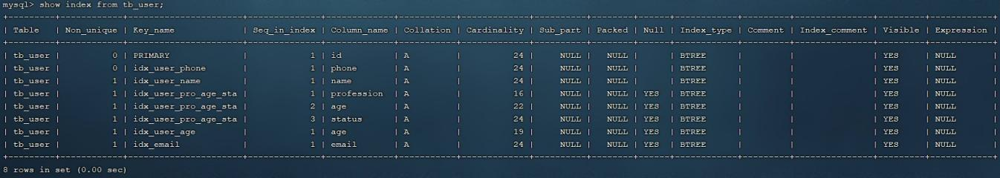 mysql> show index from tb_user;
+---------+------------+----------------------+--------------+-------------+-----------+-------------+----------+--------+------+------------+---------+---------------+---------+------------+
| Table   | Non_unique | Key_name             | Seq_in_index | Column_name | Collation | Cardinality | Sub_part | Packed | Null | Index_type | Comment | Index_comment | Visible | Expression |
+---------+------------+----------------------+--------------+-------------+-----------+-------------+----------+--------+------+------------+---------+---------------+---------+------------+
| tb_user |          0 | PRIMARY              |            1 | id          | A         |          24 |     NULL |   NULL |      | BTREE      |         |               | YES     | NULL       |
| tb_user |          0 | idx_user_phone       |            1 | phone       | A         |          24 |     NULL |   NULL |      | BTREE      |         |               | YES     | NULL       |
| tb_user |          1 | idx_user_name        |            1 | name        | A         |          24 |     NULL |   NULL |      | BTREE      |         |               | YES     | NULL       |
| tb_user |          1 | idx_user_pro_age_sta |            1 | profession  | A         |          16 |     NULL |   NULL | YES  | BTREE      |         |               | YES     | NULL       |
| tb_user |          1 | idx_user_pro_age_sta |            2 | age         | A         |          22 |     NULL |   NULL | YES  | BTREE      |         |               | YES     | NULL       |
| tb_user |          1 | idx_user_pro_age_sta |            3 | status      | A         |          24 |     NULL |   NULL | YES  | BTREE      |         |               | YES     | NULL       |
| tb_user |          1 | idx_user_age         |            1 | age         | A         |          19 |     NULL |   NULL | YES  | BTREE      |         |               | YES     | NULL       |
| tb_user |          1 | idx_email            |            1 | email       | A         |          24 |     NULL |   NULL | YES  | BTREE      |         |               | YES     | NULL       |
+---------+------------+----------------------+--------------+-------------+-----------+-------------+----------+--------+------+------------+---------+---------------+---------+------------+
8 rows in set (0.00 sec)